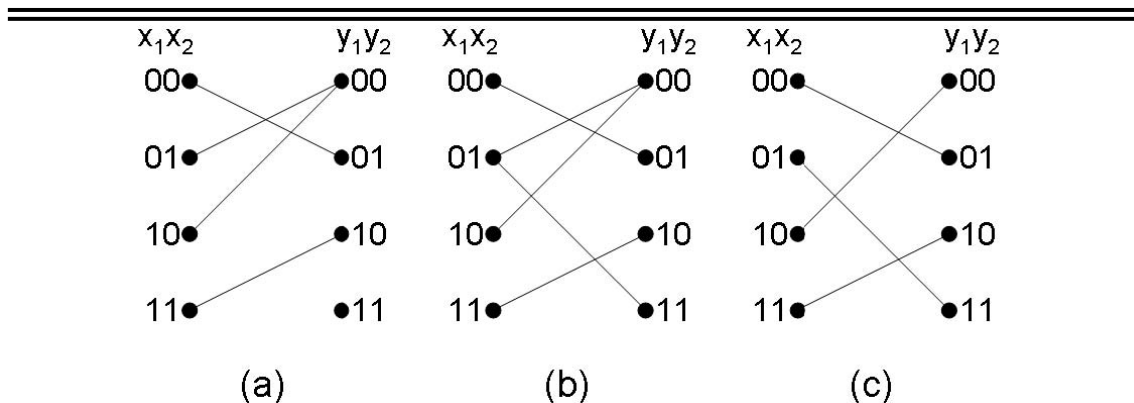 x₁x₂ y₁y₂ x₁x₂ y₁y₂ x₁x₂ y₁y₂
00 00 00 00 00 00
01 01 01 01 01 01
10 10 10 10 10 10
11 11 11 11 11 11
(a) (b) (c)